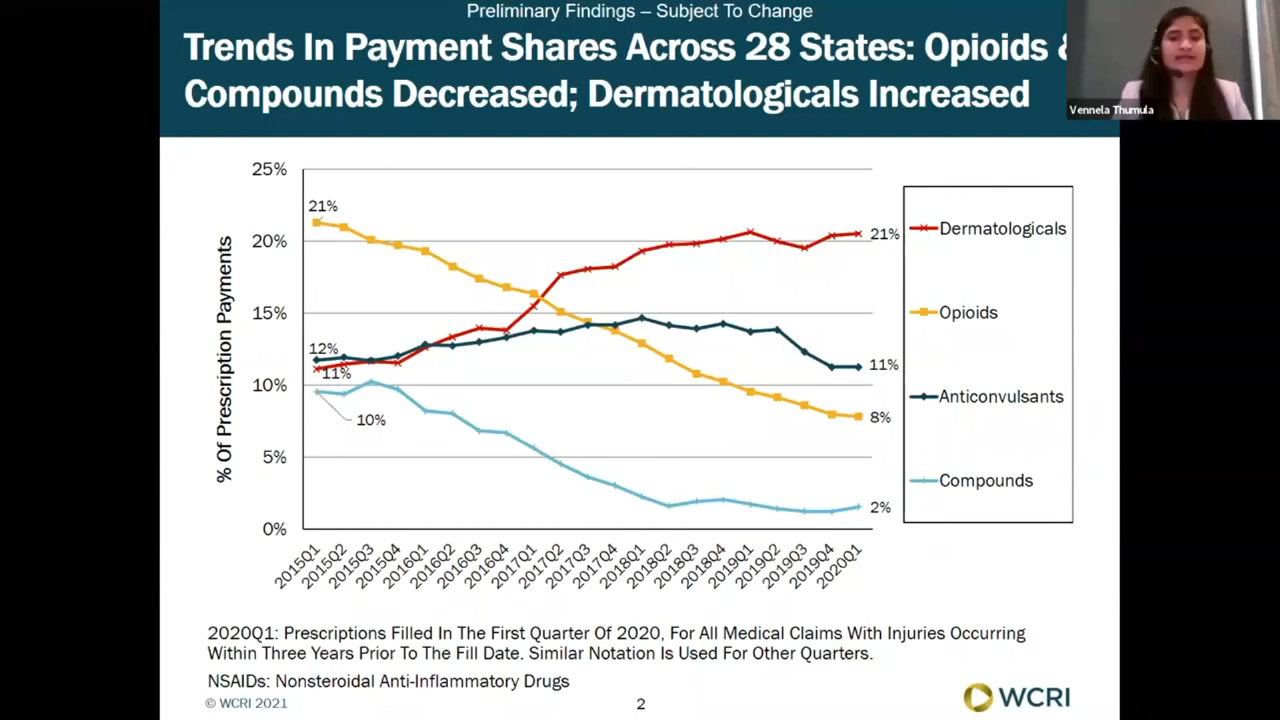 Preliminary Findings – Subject To Change
Trends In Payment Shares Across 28 States: Opioids &
Compounds Decreased; Dermatologicals Increased
Vennela Thumula
25%
20%
15%
10%
5%
0%
% Of Prescription Payments
21%
12%
11%
10%
21%
11%
8%
2%
Dermatologicals
Opioids
Anticonvulsants
Compounds
2015Q1
2015Q2
2015Q3
2015Q4
2016Q1
2016Q2
2016Q3
2016Q4
2017Q1
2017Q2
2017Q3
2017Q4
2018Q1
2018Q2
2018Q3
2018Q4
2019Q1
2019Q2
2019Q3
2019Q4
2020Q1
2020Q1: Prescriptions Filled In The First Quarter Of 2020, For All Medical Claims With Injuries Occurring
Within Three Years Prior To The Fill Date. Similar Notation Is Used For Other Quarters.
NSAIDs: Nonsteroidal Anti-Inflammatory Drugs
© WCRI 2021
2
WCRI